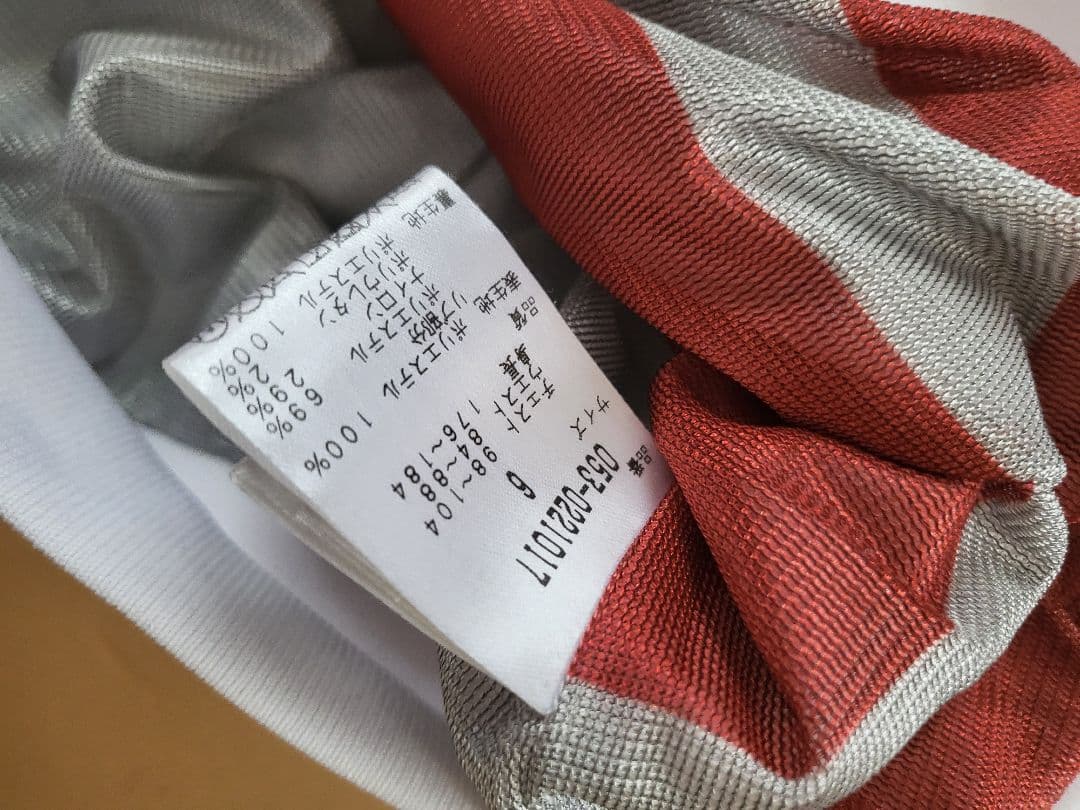 品番 053-0221017
サイズ 6
チェスト 98~104
ウエスト 84~88
身長 176~184
品質
表生地
ポリエステル 100%
リブ部分
ポリエステル 69%
ナイロン 29%
ポリウレタン 2%
裏生地
ポリエステル 100%